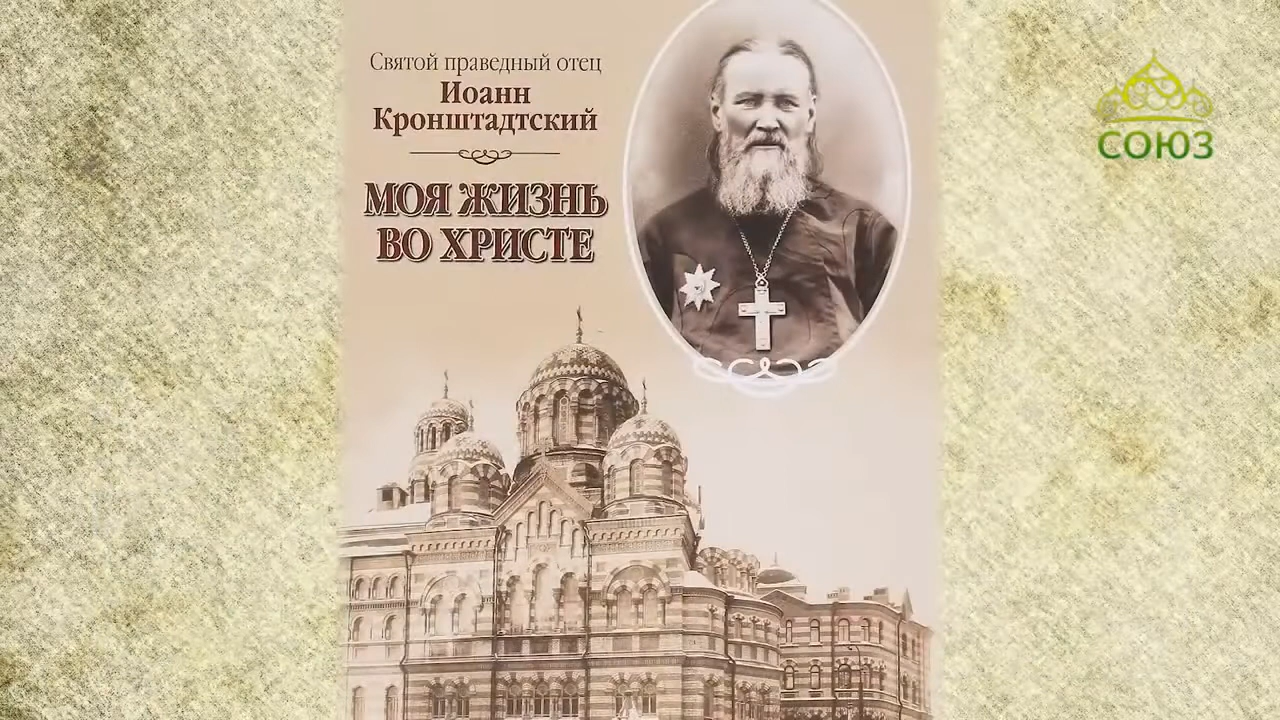 Святой праведный отец
Иоанн
Кронштадтский
МОЯ ЖИЗНЬ
ВО ХРИСТЕ
СОЮЗ